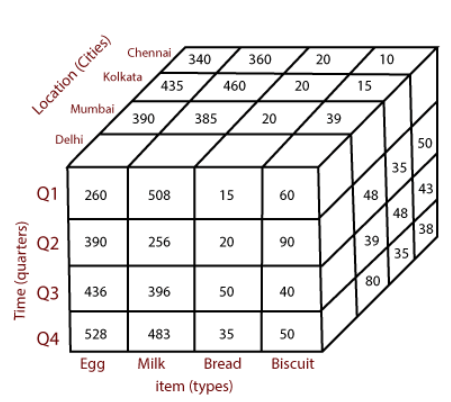 Location (Cities)
Chennai 340 360 20 10
Kolkata 435 460 20 15
Mumbai 390 385 20 39
Delhi
Time (quarters)
Q1 260 508 15 60
Q2 390 256 20 90
Q3 436 396 50 40
Q4 528 483 35 50
48 35 50
39 48 43
80 35 38
Egg Milk Bread Biscuit
item (types)